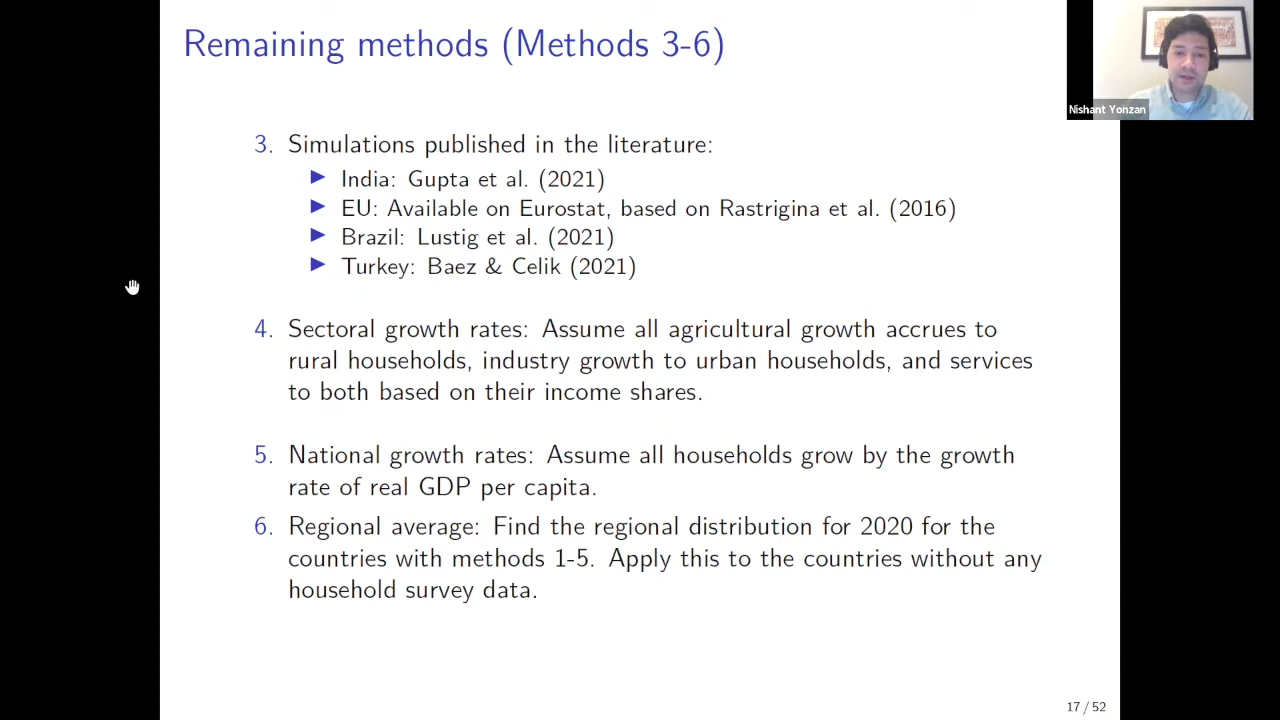 Remaining methods (Methods 3-6)
Nishant Yonzan
3. Simulations published in the literature:
India: Gupta et al. (2021)
EU: Available on Eurostat, based on Rastrigina et al. (2016)
Brazil: Lustig et al. (2021)
Turkey: Baez & Celik (2021)
4. Sectoral growth rates: Assume all agricultural growth accrues to
rural households, industry growth to urban households, and services
to both based on their income shares.
5. National growth rates: Assume all households grow by the growth
rate of real GDP per capita.
6. Regional average: Find the regional distribution for 2020 for the
countries with methods 1-5. Apply this to the countries without any
household survey data.
17 / 52